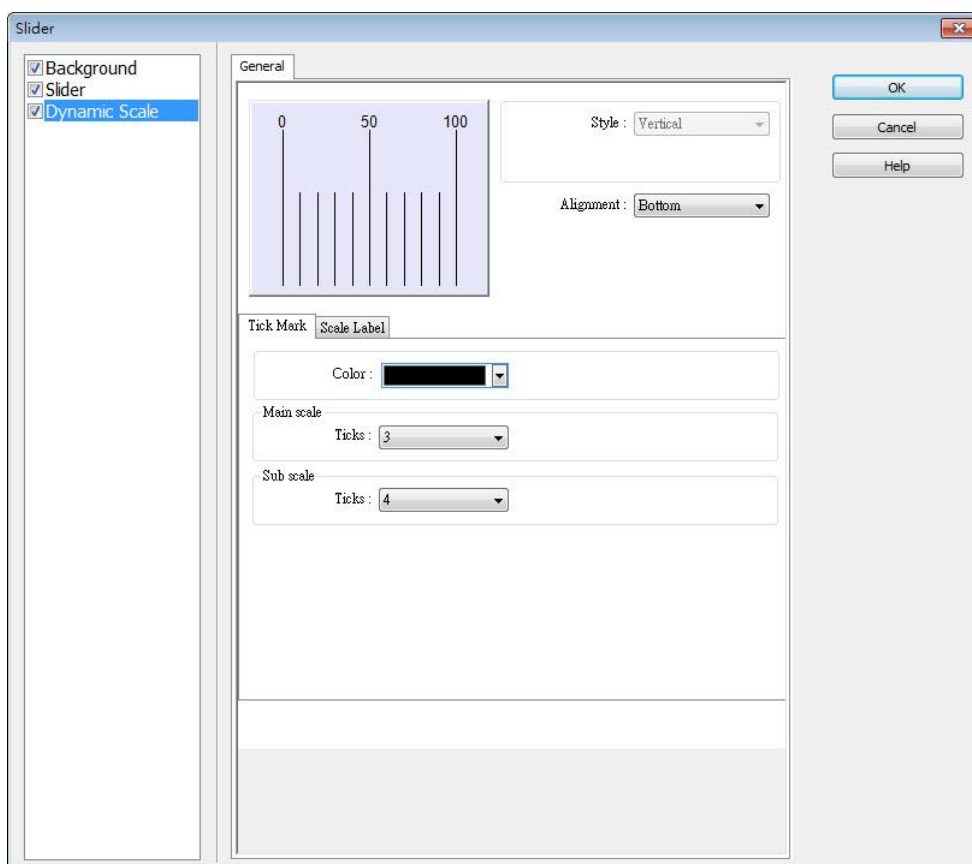 Slider
Background
Slider
Dynamic Scale
General
0 50 100
Style : Vertical
Alignment : Bottom
OK
Cancel
Help
Tick Mark Scale Label
Color :
Main scale
Ticks : 3
Sub scale
Ticks : 4